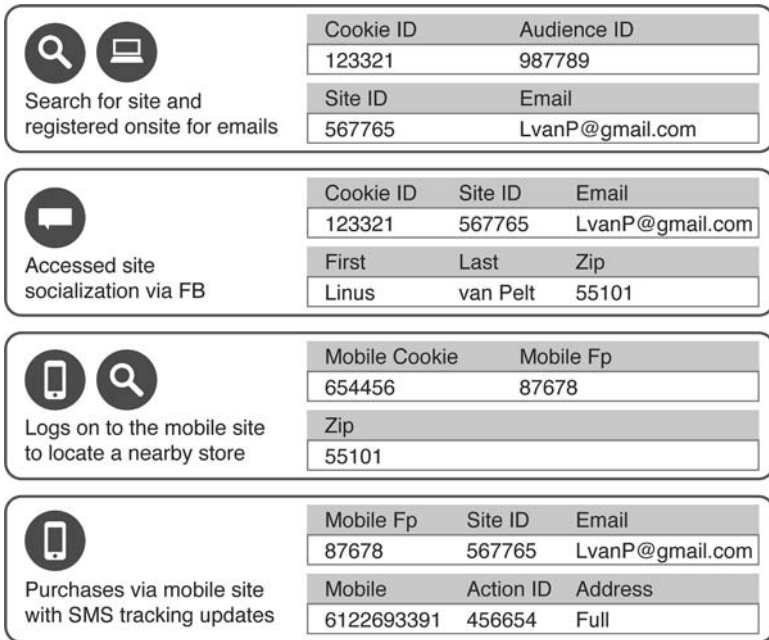 Cookie ID Audience ID
123321 987789
Search for site and
registered onsite for emails
Site ID Email
567765 LvanP@gmail.com
Cookie ID Site ID Email
123321 567765 LvanP@gmail.com
Accessed site
socialization via FB
First Last Zip
Linus van Pelt 55101
Mobile Cookie Mobile Fp
654456 87678
Logs on to the mobile site
to locate a nearby store
Zip
55101
Mobile Fp Site ID Email
87678 567765 LvanP@gmail.com
Purchases via mobile site
with SMS tracking updates
Mobile Action ID Address
6122693391 456654 Full